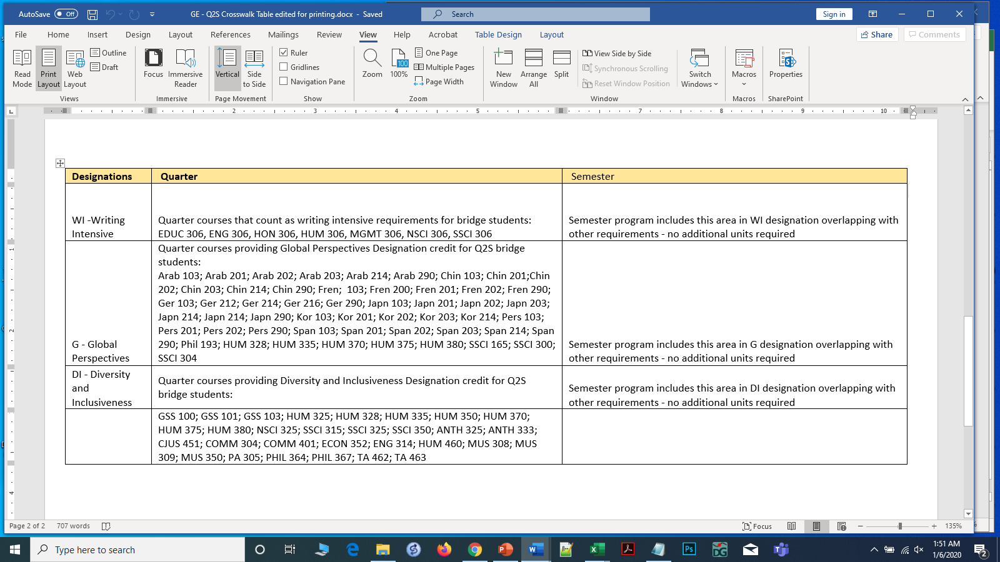 AutoSave Off GE - Q2S Crosswalk Table edited for printing.docx - Saved Search Sign in
File Home Insert Design Layout References Mailings Review View Help Acrobat Table Design Layout Share Comments
Read Mode
Print Layout
Web Layout
Outline
Draft
Views
Focus
Immersive Reader
Immersive
Vertical
Side to Side
Page Movement
Ruler
Gridlines
Navigation Pane
Show
Zoom
100
100%
One Page
Multiple Pages
Page Width
Zoom
New Window
Arrange All
Split
View Side by Side
Synchronous Scrolling
Reset Window Position
Switch Windows
Window
Macros
Macros
Properties
SharePoint
2 3 4 5 7 8 9 10
1
2
4
Designations Quarter Semester
WI -Writing
Intensive
Quarter courses that count as writing intensive requirements for bridge students:
EDUC 306, ENG 306, HON 306, HUM 306, MGMT 306, NSCI 306, SSCI 306
Semester program includes this area in WI designation overlapping with
other requirements - no additional units required
G - Global
Perspectives
Quarter courses providing Global Perspectives Designation credit for Q2S bridge
students:
Arab 103; Arab 201; Arab 202; Arab 203; Arab 214; Arab 290; Chin 103; Chin 201;Chin
202; Chin 203; Chin 214; Chin 290; Fren;  103; Fren 200; Fren 201; Fren 202; Fren 290;
Ger 103; Ger 212; Ger 214; Ger 216; Ger 290; Japn 103; Japn 201; Japn 202; Japn 203;
Japn 214; Japn 214; Japn 290; Kor 103; Kor 201; Kor 202; Kor 203; Kor 214; Pers 103;
Pers 201; Pers 202; Pers 290; Span 103; Span 201; Span 202; Span 203; Span 214; Span
290; Phil 193; HUM 328; HUM 335; HUM 370; HUM 375; HUM 380; SSCI 165; SSCI 300;
SSCI 304
Semester program includes this area in G designation overlapping with
other requirements - no additional units required
DI - Diversity
and
Inclusiveness
Quarter courses providing Diversity and Inclusiveness Designation credit for Q2S
bridge students:
Semester program includes this area in DI designation overlapping with
other requirements - no additional units required
GSS 100; GSS 101; GSS 103; HUM 325; HUM 328; HUM 335; HUM 350; HUM 370;
HUM 375; HUM 380; NSCI 325; SSCI 315; SSCI 325; SSCI 350; ANTH 325; ANTH 333;
CJUS 451; COMM 304; COMM 401; ECON 352; ENG 314; HUM 460; MUS 308; MUS
309; MUS 350; PA 305; PHIL 364; PHIL 367; TA 462; TA 463
Page 2 of 2 707 words Focus 135%
Type here to search
1:51 AM
1/6/2020
2